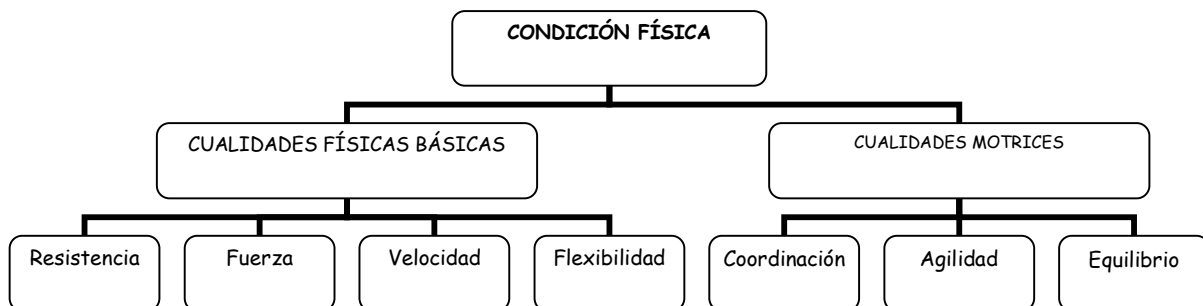 CONDICIÓN FÍSICA
CUALIDADES FÍSICAS BÁSICAS
CUALIDADES MOTRICES
Resistencia
Fuerza
Velocidad
Flexibilidad
Coordinación
Agilidad
Equilibrio